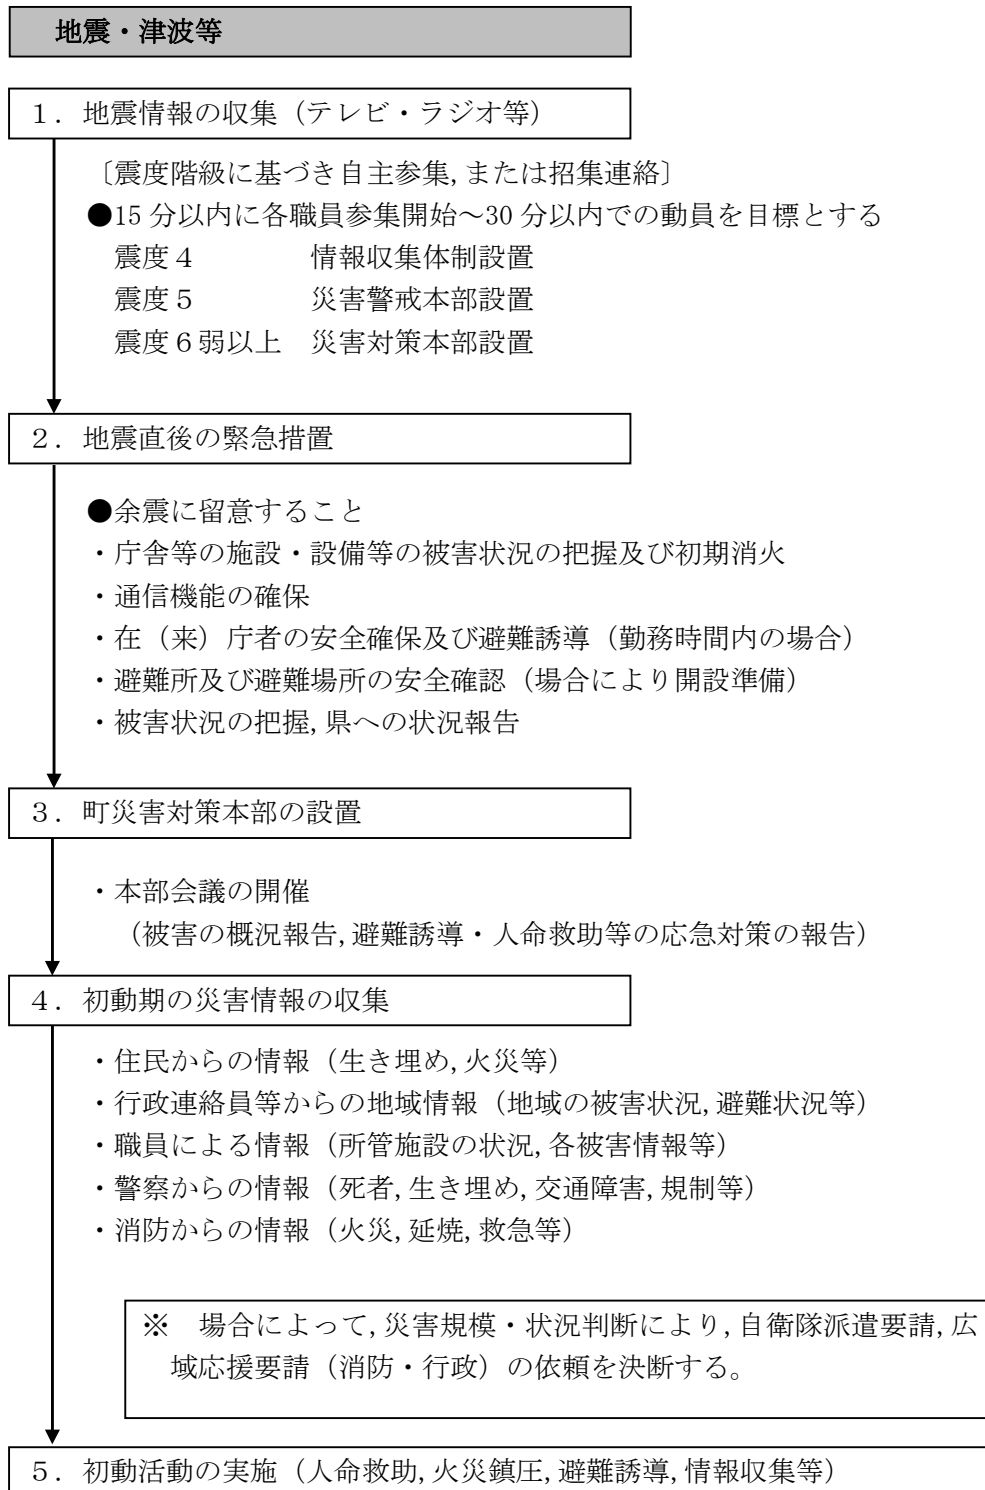 地震・津波等
１．地震情報の収集（テレビ・ラジオ等）
〔震度階級に基づき自主参集,または招集連絡〕
●15 分以内に各職員参集開始～30 分以内での動員を目標とする
震度４　　　情報収集体制設置
震度５　　　災害警戒本部設置
震度６弱以上　災害対策本部設置
２．地震直後の緊急措置
●余震に留意すること
・庁舎等の施設・設備等の被害状況の把握及び初期消火
・通信機能の確保
・在（来）庁者の安全確保及び避難誘導（勤務時間内の場合）
・避難所及び避難場所の安全確認（場合により開設準備）
・被害状況の把握,県への状況報告
３．町災害対策本部の設置
・本部会議の開催
（被害の概況報告,避難誘導・人命救助等の応急対策の報告）
４．初動期の災害情報の収集
・住民からの情報（生き埋め,火災等）
・行政連絡員等からの地域情報（地域の被害状況,避難状況等）
・職員による情報（所管施設の状況,各被害情報等）
・警察からの情報（死者,生き埋め,交通障害,規制等）
・消防からの情報（火災,延焼,救急等）
※　場合によって,災害規模・状況判断により,自衛隊派遣要請,広
域応援要請（消防・行政）の依頼を決断する。
５．初動活動の実施（人命救助,火災鎮圧,避難誘導,情報収集等）